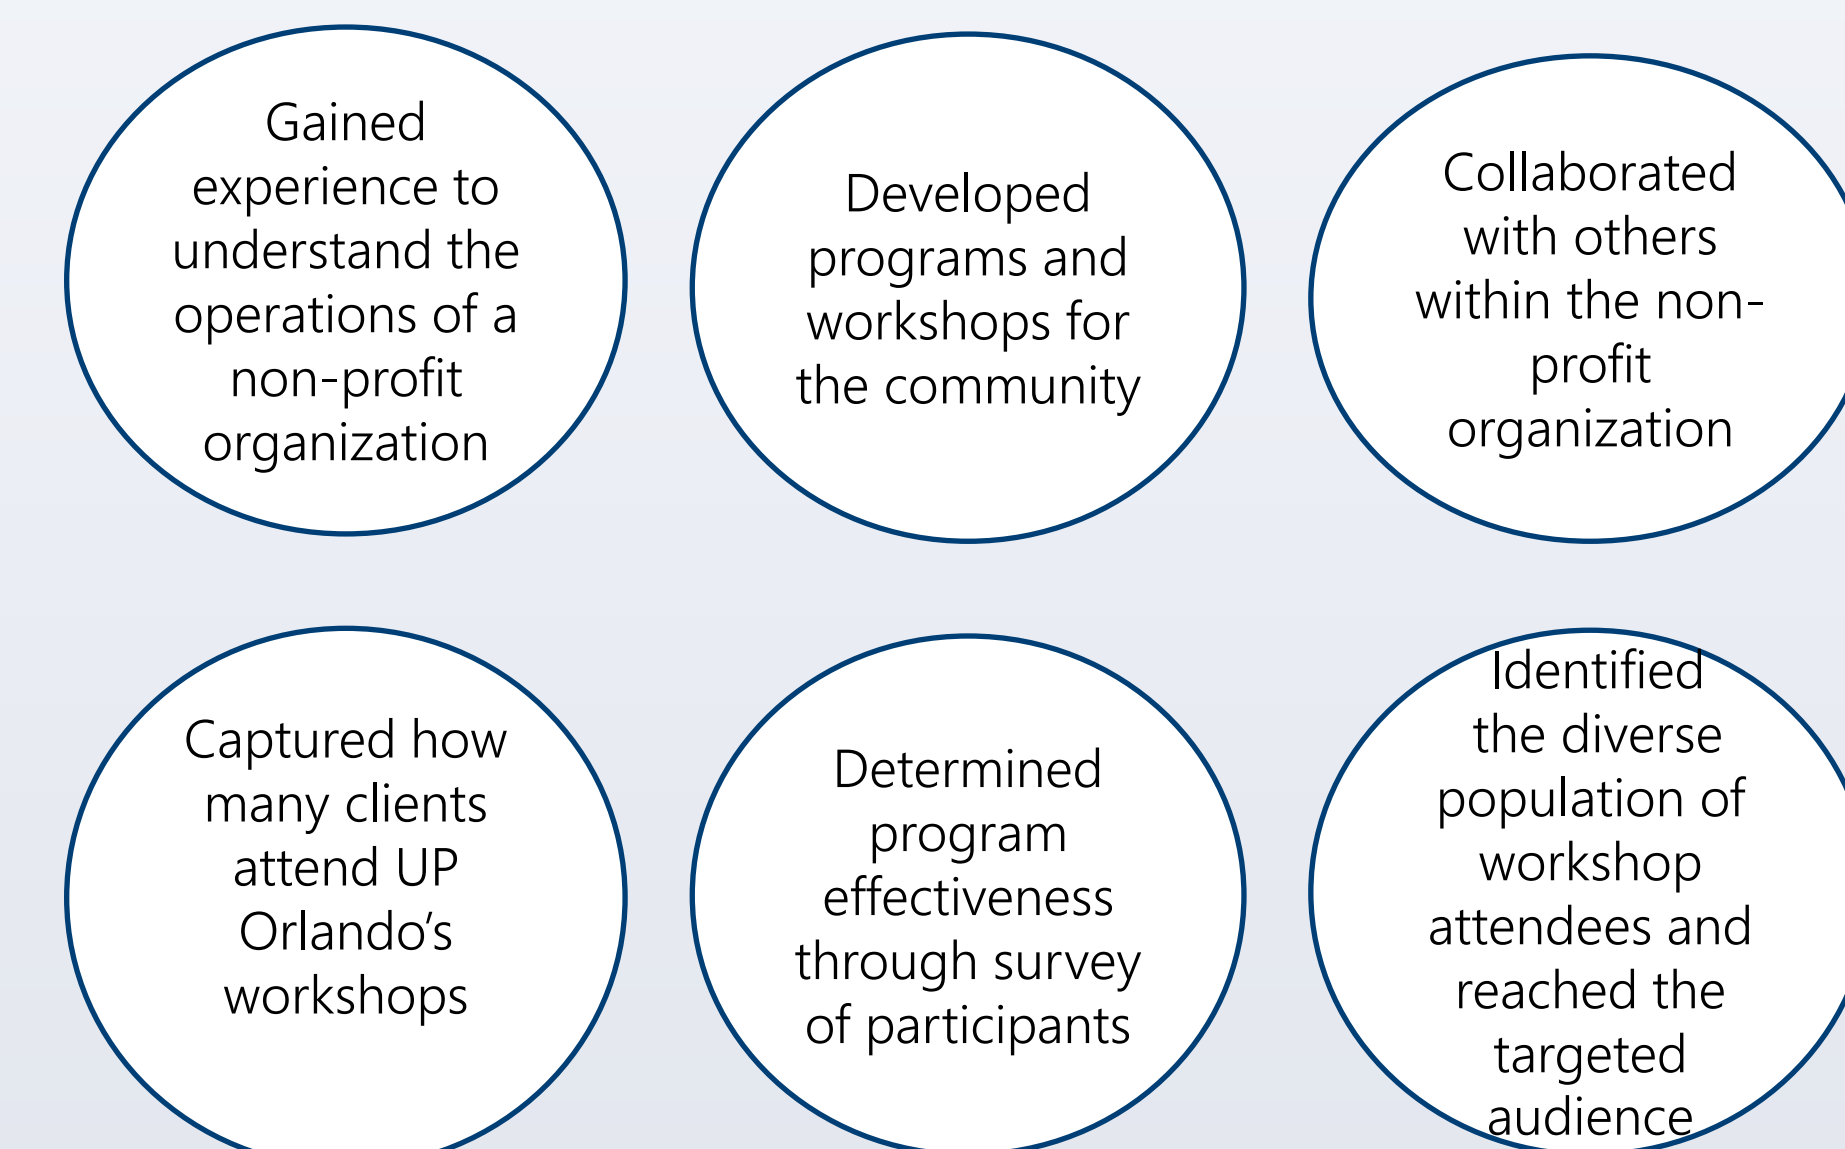 Gained
experience to
understand the
operations of a
non-profit
organization
Developed
programs and
workshops for
the community
Collaborated
with others
within the non-
profit
organization
Captured how
many clients
attend UP
Orlando’s
workshops
Determined
program
effectiveness
through survey
of participants
Identified
the diverse
population of
workshop
attendees and
reached the
targeted
audience